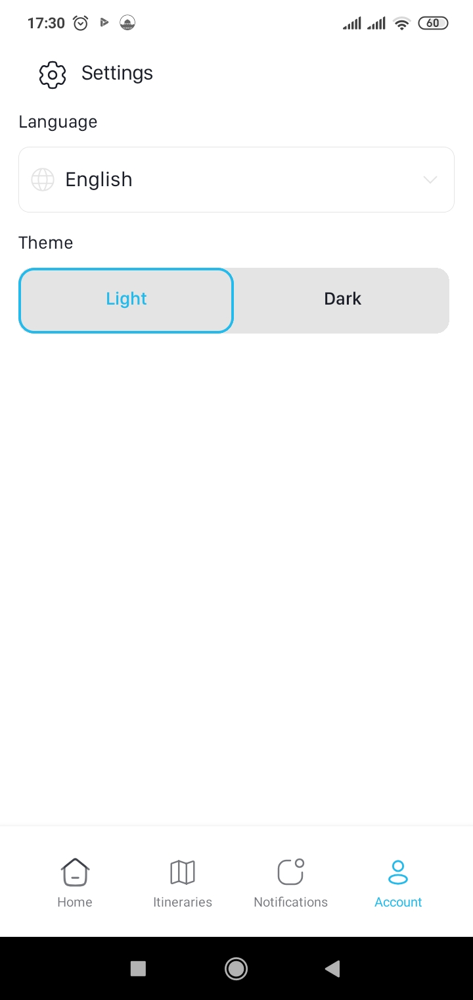 17:30
60
Settings
Language
English
Theme
Light Dark
Home Itineraries Notifications Account